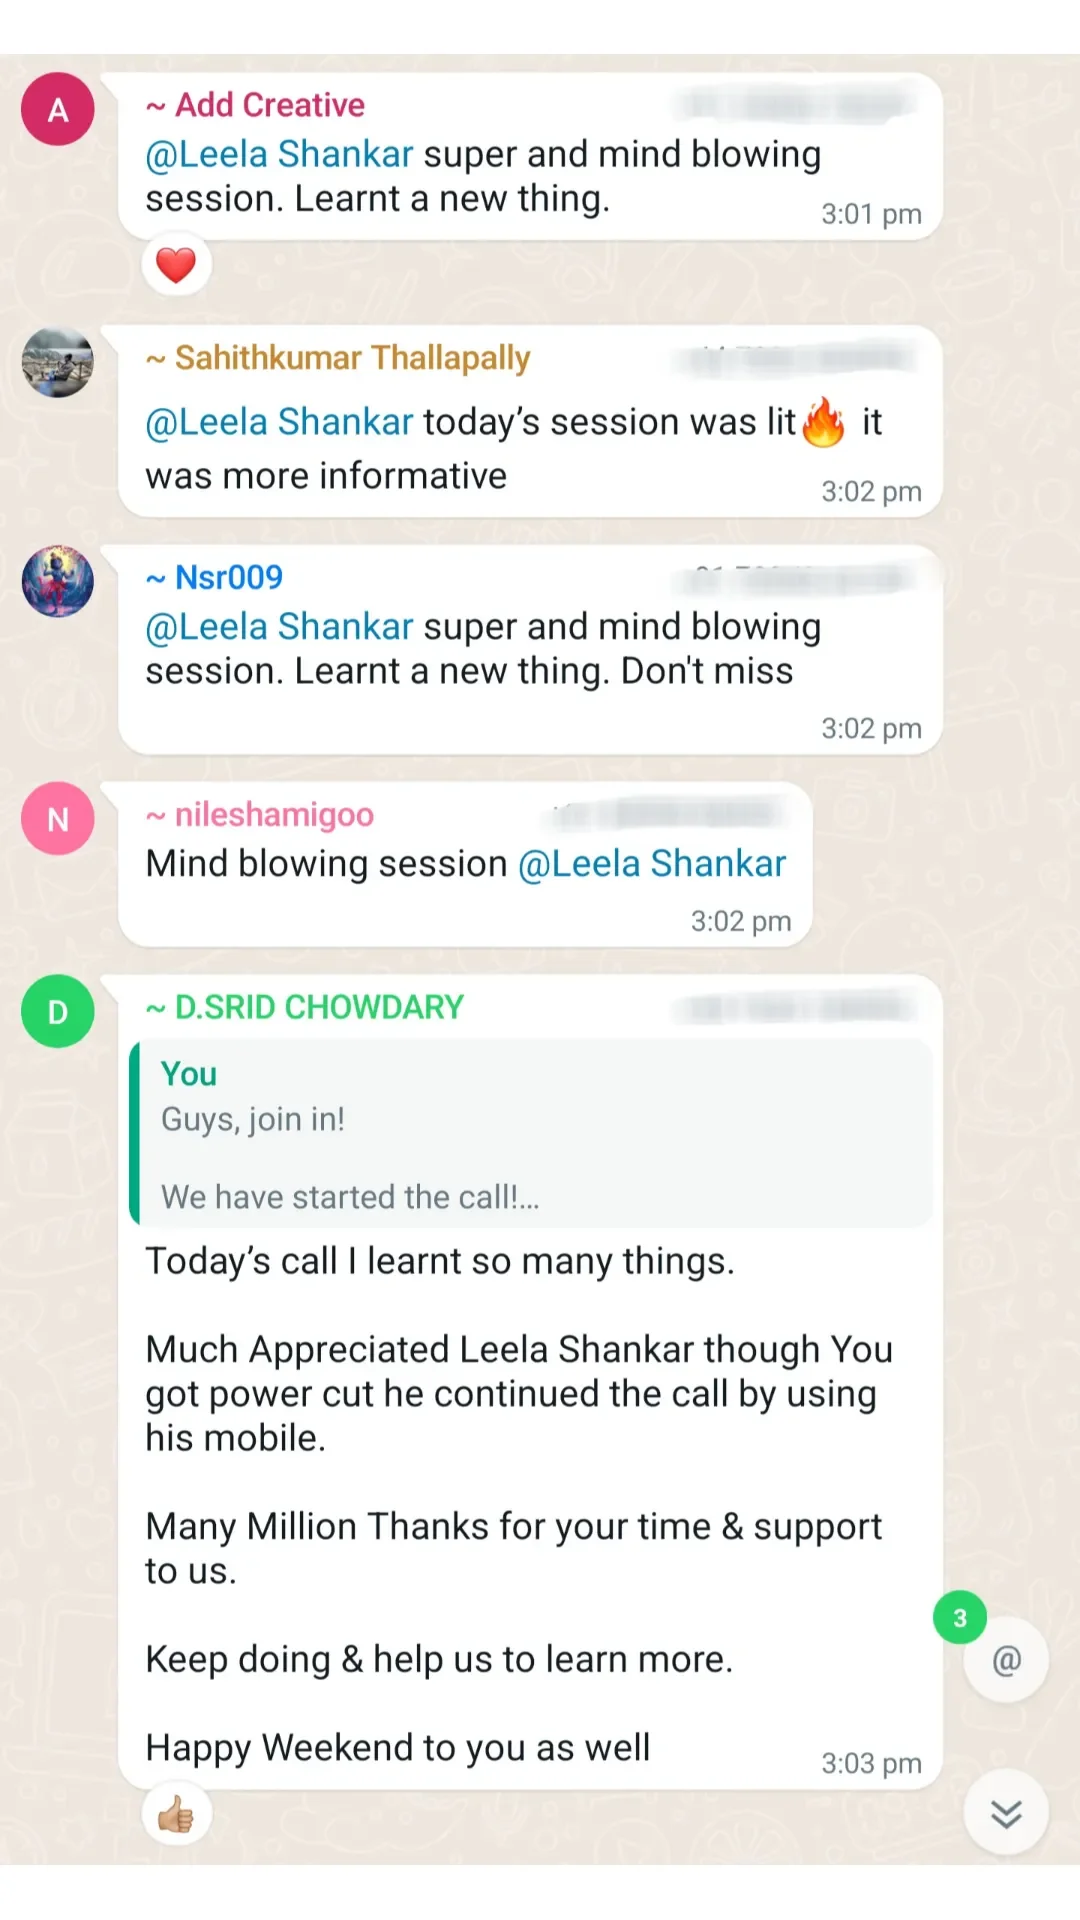 A
~ Add Creative
@Leela Shankar super and mind blowing
session. Learnt a new thing.
3:01 pm
~ Sahithkumar Thallapally
@Leela Shankar today’s session was lit🔥 it
was more informative
3:02 pm
~ Nsr009
@Leela Shankar super and mind blowing
session. Learnt a new thing. Don't miss
3:02 pm
N
~ nileshamigoo
Mind blowing session @Leela Shankar
3:02 pm
D
~ D.SRID CHOWDARY
You
Guys, join in!
We have started the call!...
Today’s call I learnt so many things.
Much Appreciated Leela Shankar though You
got power cut he continued the call by using
his mobile.
Many Million Thanks for your time & support
to us.
Keep doing & help us to learn more.
Happy Weekend to you as well
3:03 pm
3
@